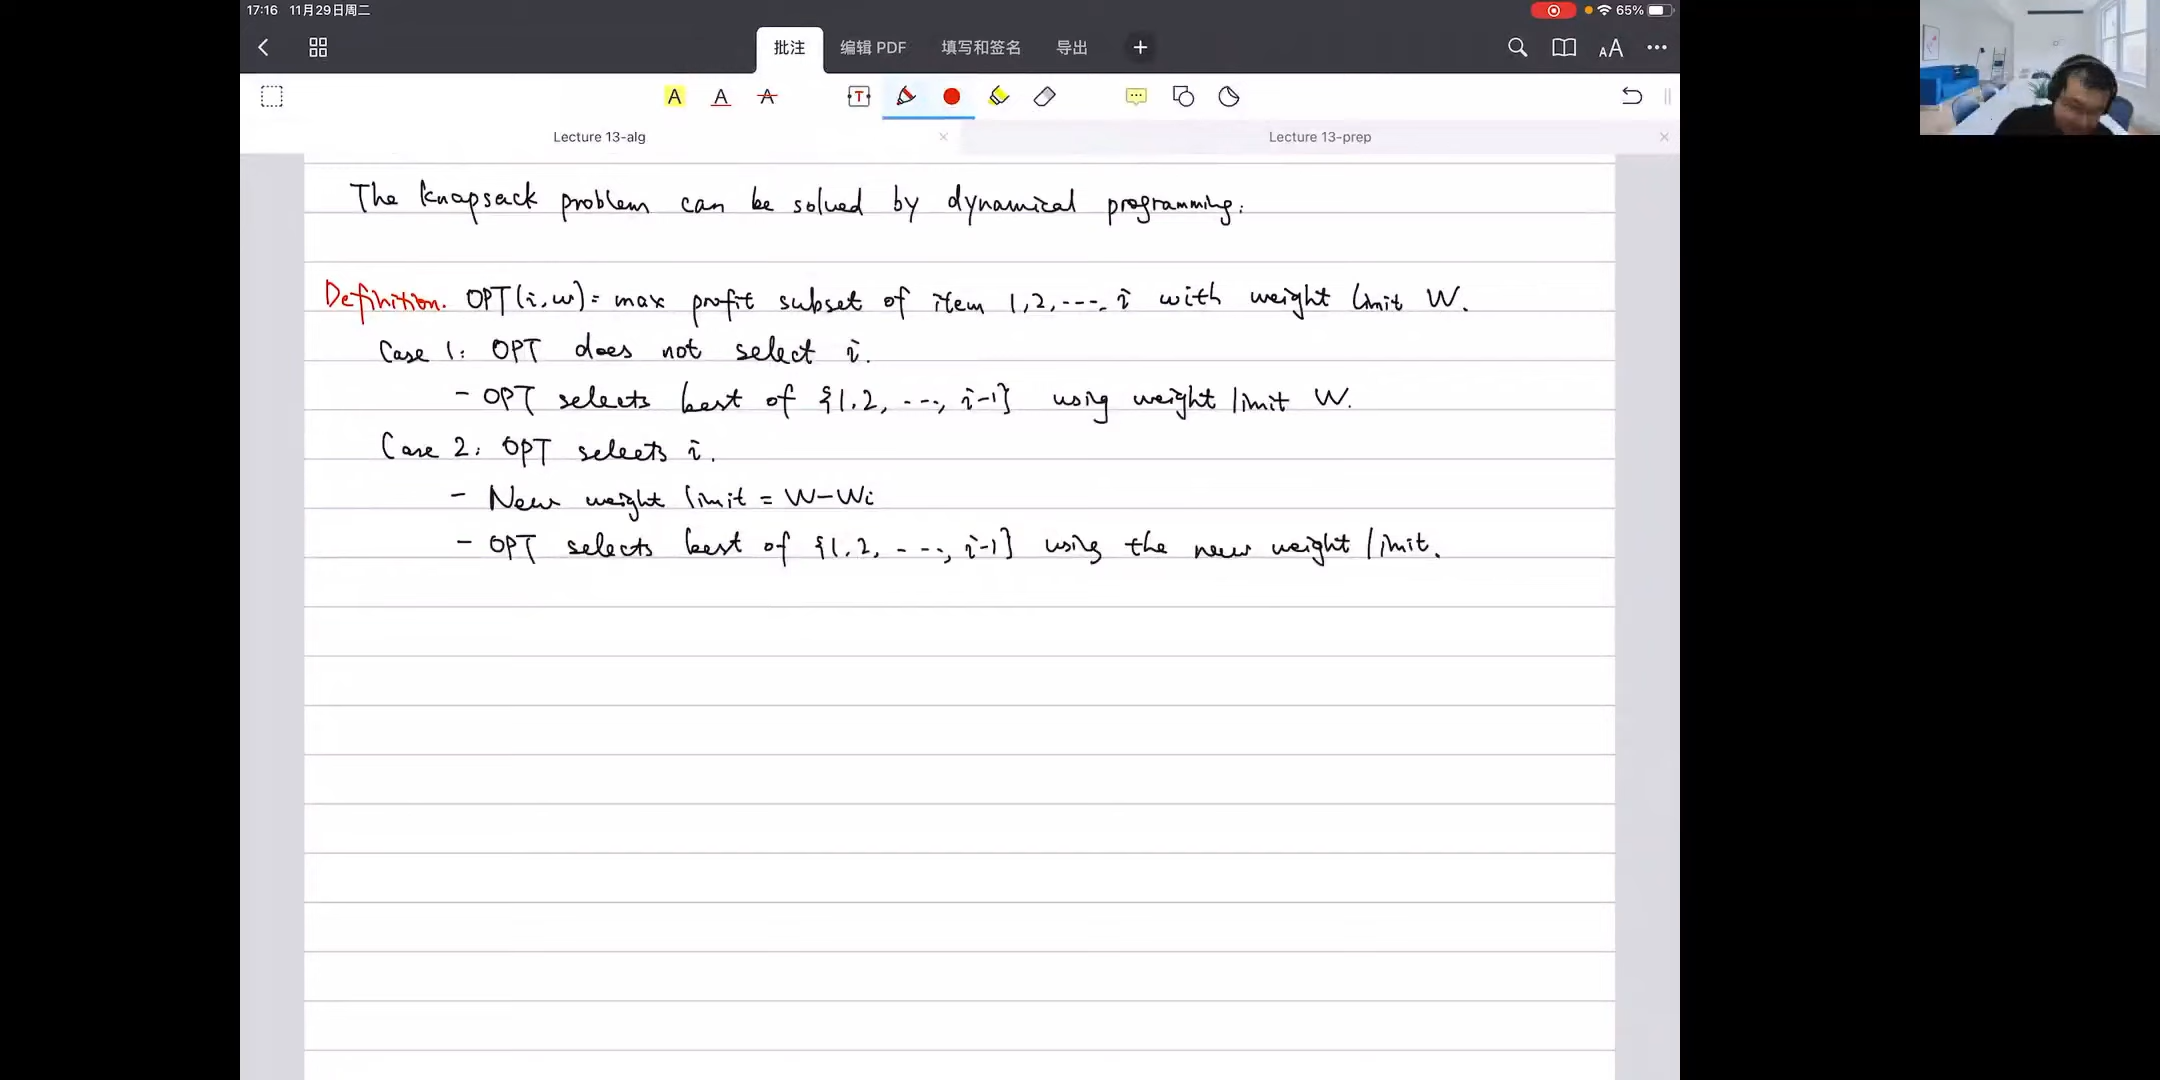 17:16 11月29日周二
65%
批注 编辑 PDF 填写和签名 导出
Lecture 13-alg
Lecture 13-prep
The knapsack problem can be solved by dynamical programming.
Definition. OPT(i,w) = max profit subset of item 1,2,---, i with weight limit W.
Case 1: OPT does not select i.
- OPT selects best of {1,2, ---, i-1} using weight limit W.
Case 2: OPT selects i.
- New weight limit = W-Wi
- OPT selects best of {1,2, ----, i-1} using the new weight limit.